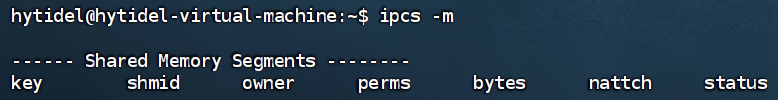 hytidel@hytidel-virtual-machine:~$ ipcs -m
------ Shared Memory Segments --------
key shmid owner perms bytes nattch status